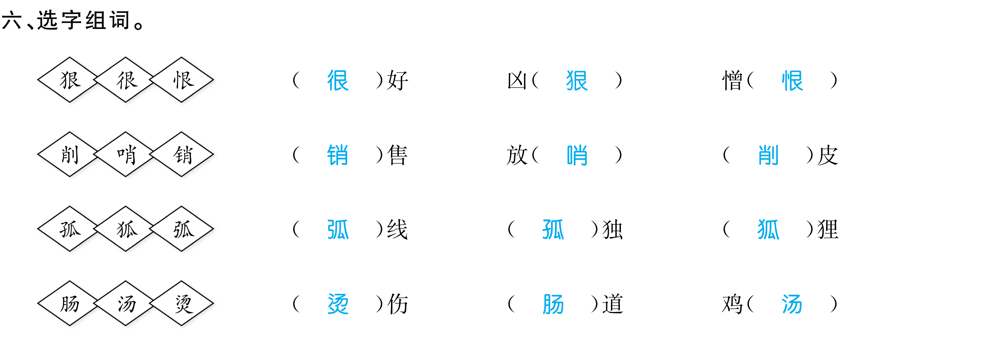 六、选字组词。
狠 很 恨 （ 很 ）好 凶（ 狠 ） 憎（ 恨 ）
削 哨 销 （ 销 ）售 放（ 哨 ） （ 削 ）皮
孤 狐 弧 （ 弧 ）线 （ 孤 ）独 （ 狐 ）狸
肠 汤 烫 （ 烫 ）伤 （ 肠 ）道 鸡（ 汤 ）